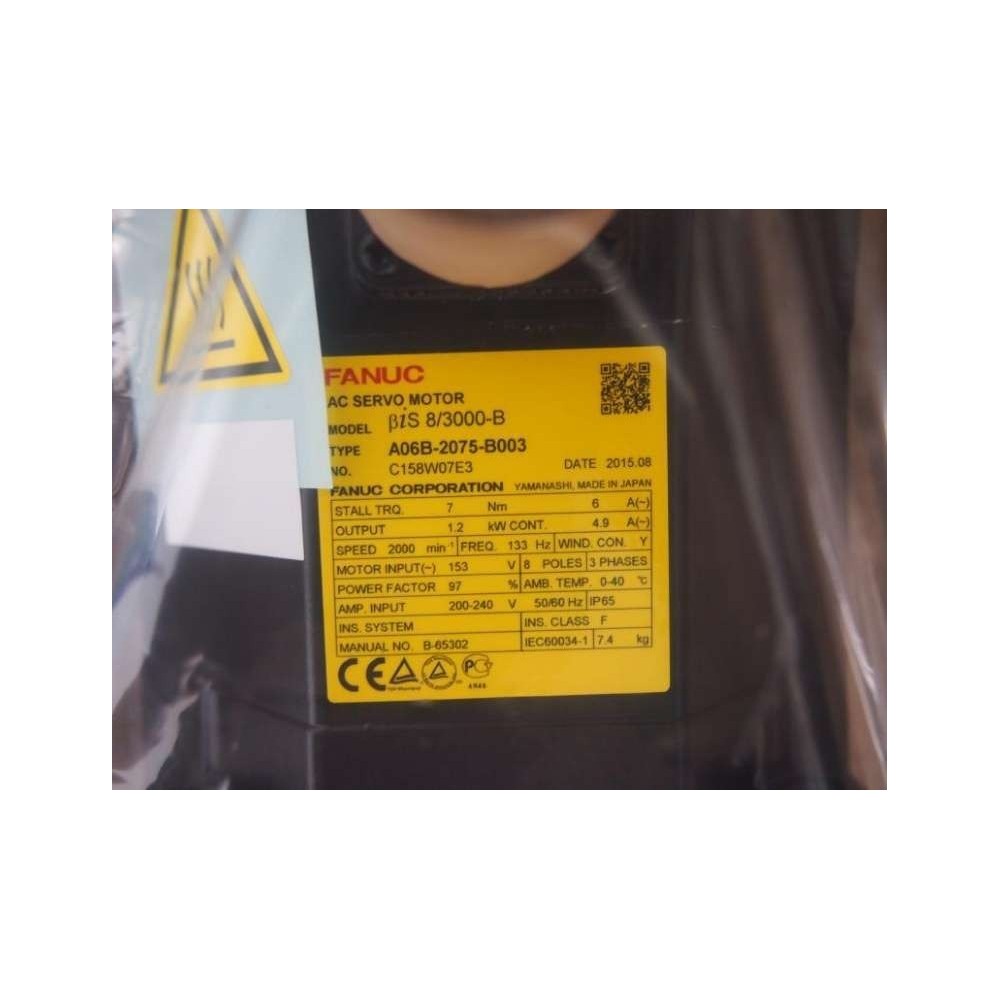 FANUC
AC SERVO MOTOR
MODEL βiS 8/3000-B
TYPE A06B-2075-B003
NO. C158W07E3 DATE 2015.08
FANUC CORPORATION YAMANASHI, MADE IN JAPAN
STALL TRQ. 7 Nm 6 A(~)
OUTPUT 1.2 kW CONT. 4.9 A(~)
SPEED 2000 min⁻¹ FREQ. 133 Hz WIND. CON. Y
MOTOR INPUT(~) 153 V 8 POLES 3 PHASES
POWER FACTOR 97 % AMB. TEMP. 0-40 ℃
AMP. INPUT 200-240 V 50/60 Hz IP65
INS. SYSTEM INS. CLASS F
MANUAL NO. B-65302 IEC60034-1 7.4 kg
CE